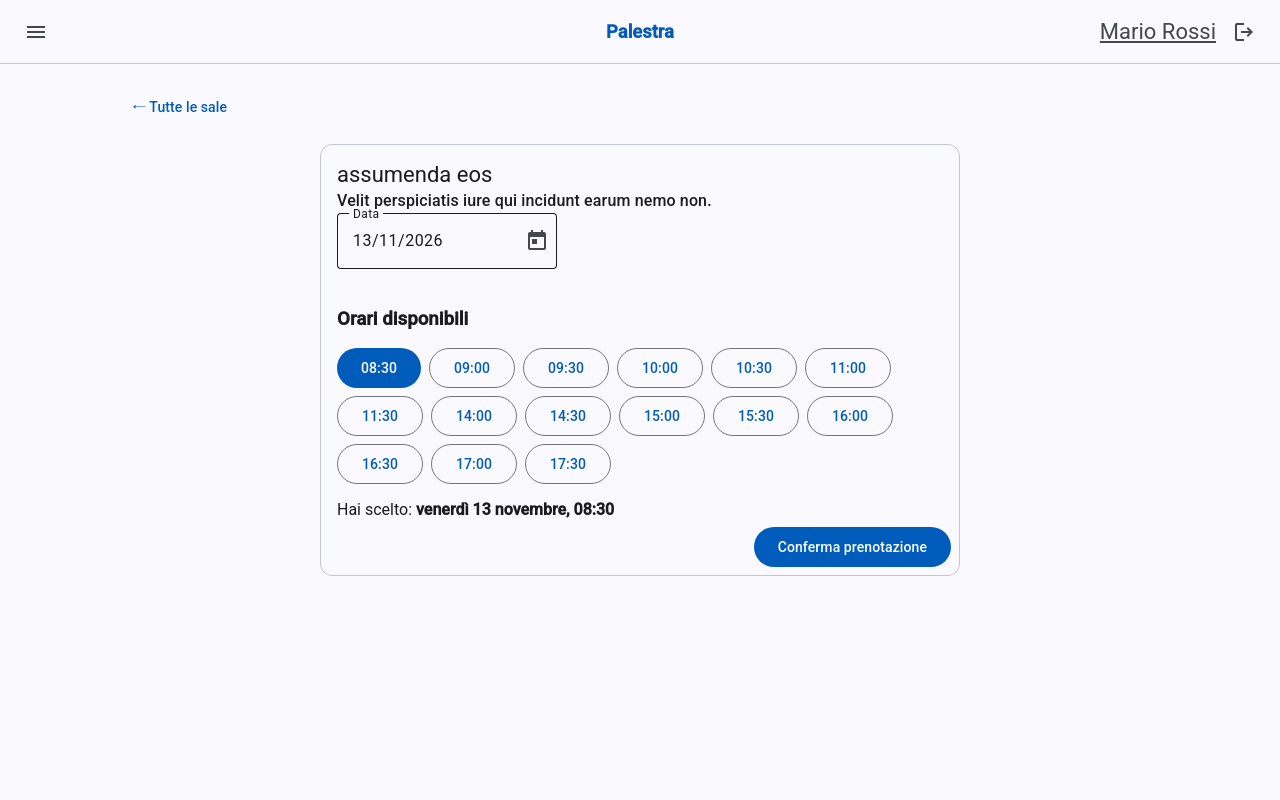 Palestra
Mario Rossi
← Tutte le sale
assumenda eos
Velit perspiciatis iure qui incidunt earum nemo non.
Data
13/11/2026
Orari disponibili
08:30 09:00 09:30 10:00 10:30 11:00
11:30 14:00 14:30 15:00 15:30 16:00
16:30 17:00 17:30
Hai scelto: venerdì 13 novembre, 08:30
Conferma prenotazione